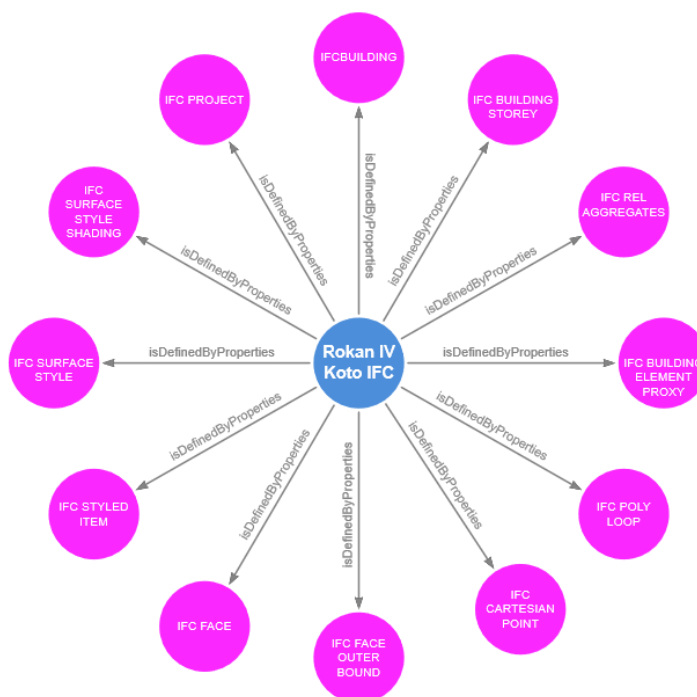 IFCBUILDING
IFC PROJECT
IFC BUILDING
STOREY
isDefinedByProperties
isDefinedByProperties
isDefinedByProperties
IFC
SURFACE
STYLE
SHADING
IFC REL
AGGREGATES
isDefinedByProperties
isDefinedByProperties
IFC SURFACE
STYLE
isDefinedByProperties
Rokan IV
Koto IFC
isDefinedByProperties
IFC BUILDING
ELEMENT
PROXY
isDefinedByProperties
isDefinedByProperties
IFC STYLED
ITEM
isDefinedByProperties
isDefinedByProperties
isDefinedByProperties
IFC POLY
LOOP
IFC FACE
IFC FACE
OUTER
BOUND
IFC
CARTESIAN
POINT